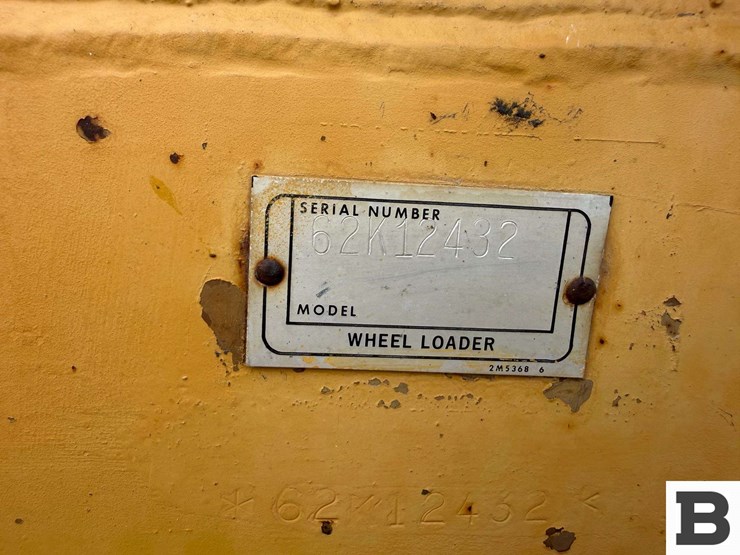 SERIAL NUMBER
62K12432
MODEL
WHEEL LOADER
2M5368 6
*62K12432<
B